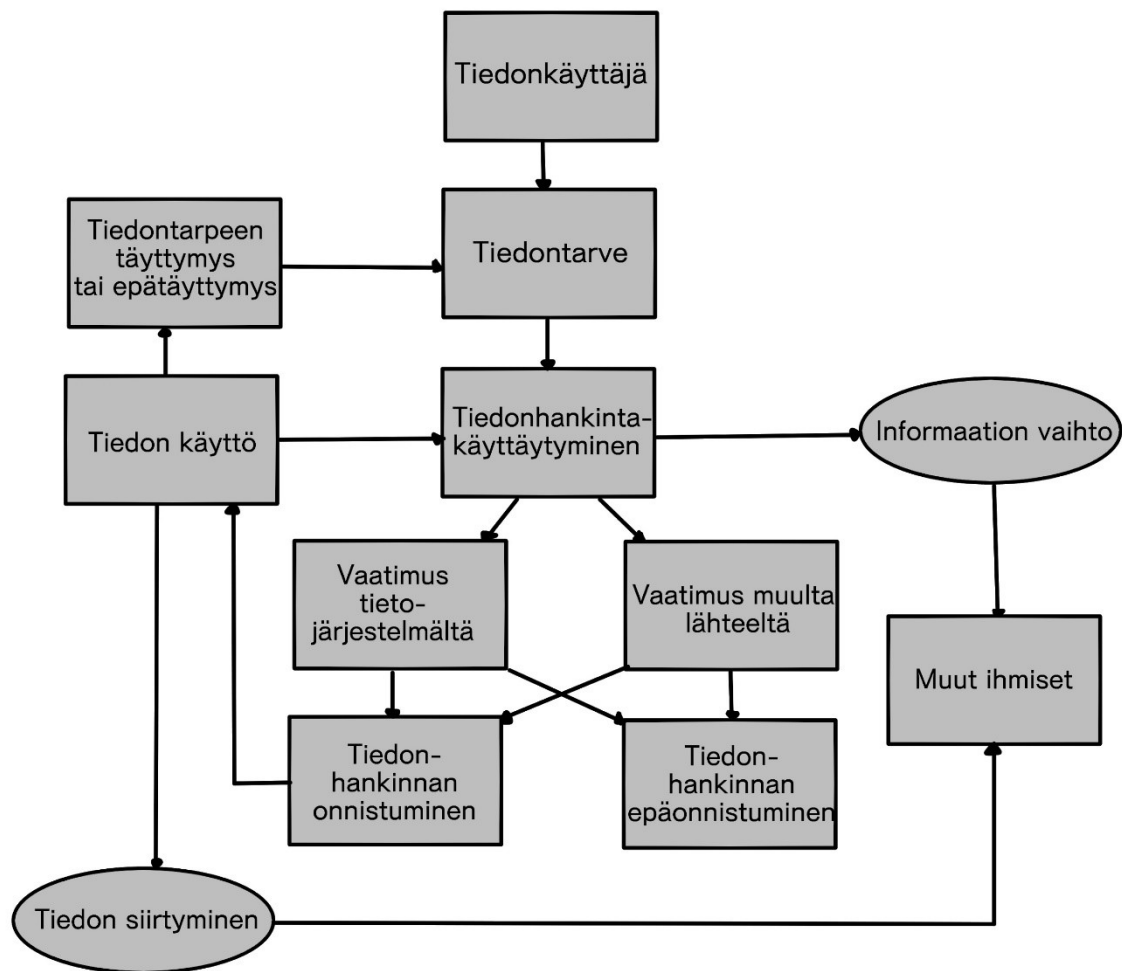 Tiedonkäyttäjä
Tiedontarpeen
täyttymys
tai epätäyttymys
Tiedontarve
Tiedon käyttö
Tiedonhankinta-
käyttäytyminen
Informaation vaihto
Vaatimus
tieto-
järjestelmältä
Vaatimus muulta
lähteeltä
Muut ihmiset
Tiedon-
hankinnan
onnistuminen
Tiedon-
hankinnan
epäonnistuminen
Tiedon siirtyminen